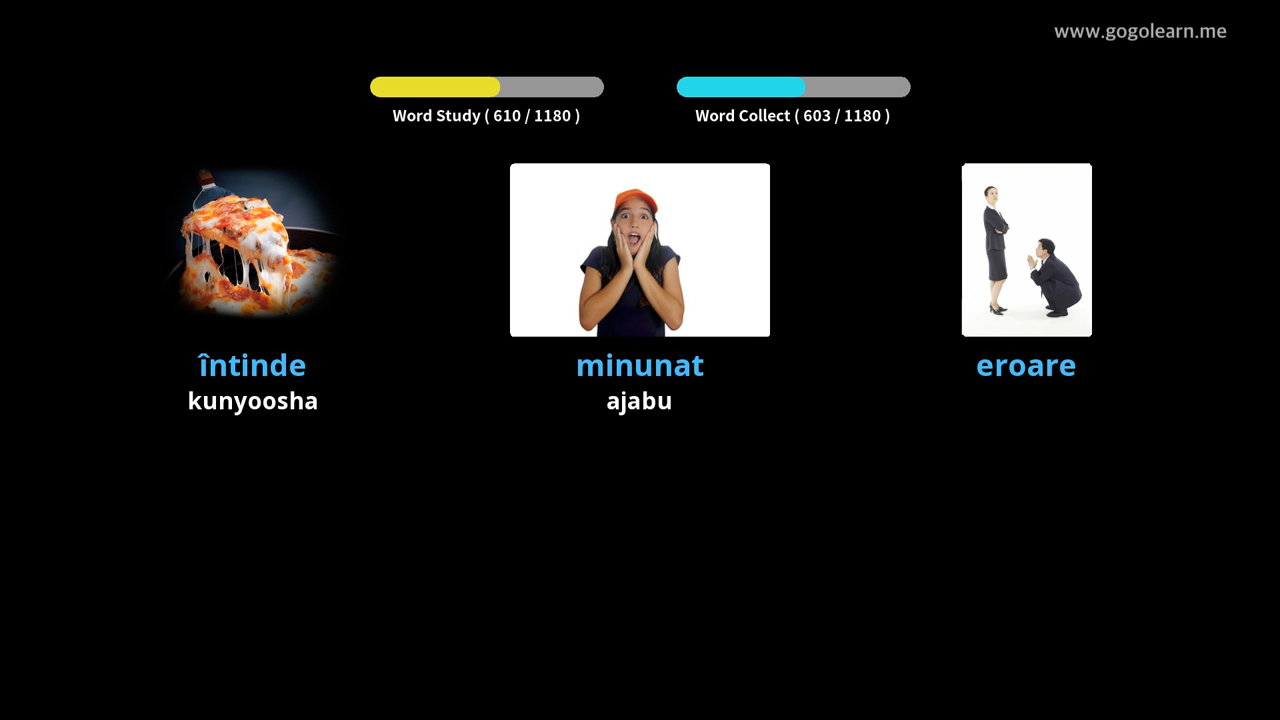 www.gogolearn.me
Word Study ( 610 / 1180 )
Word Collect ( 603 / 1180 )
întinde
kunyoosha
minunat
ajabu
eroare